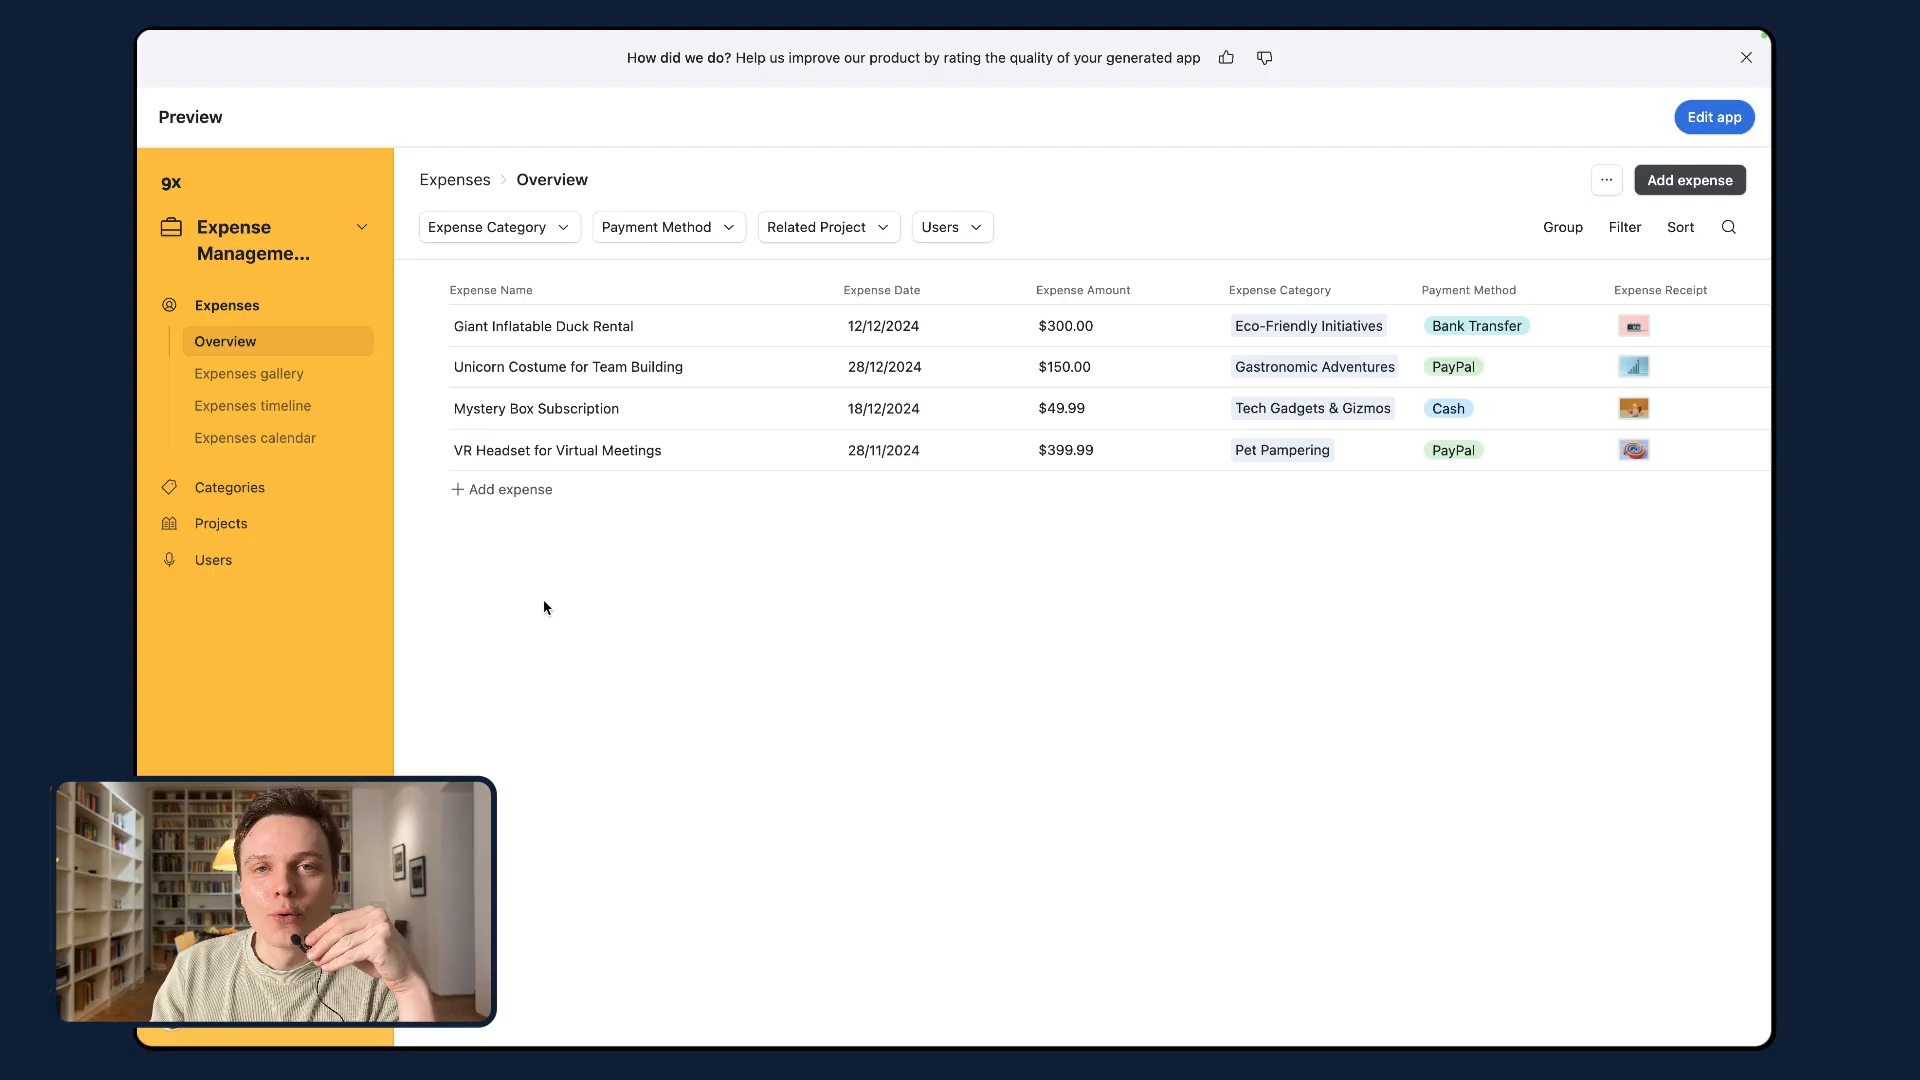 How did we do? Help us improve our product by rating the quality of your generated app
Preview
Edit app
9x
Expense
Manageme...
Expenses
Overview
Expenses gallery
Expenses timeline
Expenses calendar
Categories
Projects
Users
Expenses > Overview
... Add expense
Expense Category Payment Method Related Project Users Group Filter Sort
Expense Name Expense Date Expense Amount Expense Category Payment Method Expense Receipt
Giant Inflatable Duck Rental 12/12/2024 $300.00 Eco-Friendly Initiatives Bank Transfer
Unicorn Costume for Team Building 28/12/2024 $150.00 Gastronomic Adventures PayPal
Mystery Box Subscription 18/12/2024 $49.99 Tech Gadgets & Gizmos Cash
VR Headset for Virtual Meetings 28/11/2024 $399.99 Pet Pampering PayPal
+ Add expense